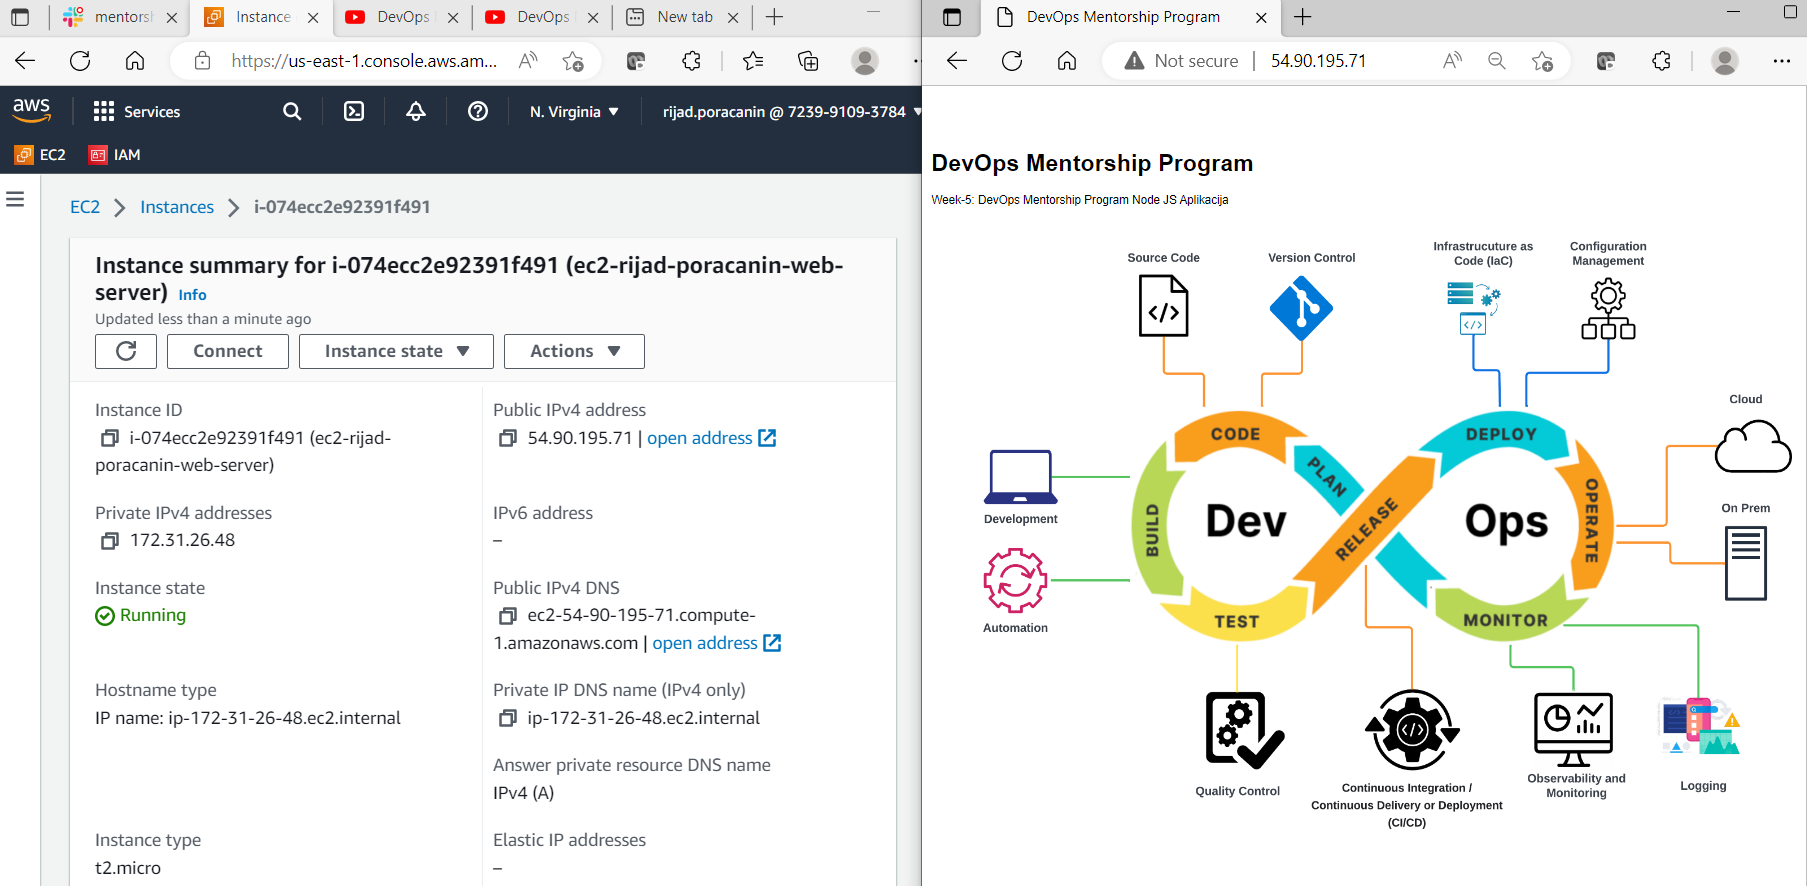 mentorsh
Instance
DevOps
DevOps
New tab
https://us-east-1.console.aws.am...
aws
Services
N. Virginia
rijad.poracanin @ 7239-9109-3784
EC2
IAM
EC2 > Instances > i-074ecc2e92391f491
Instance summary for i-074ecc2e92391f491 (ec2-rijad-poracanin-web-
server) Info
Updated less than a minute ago
Connect
Instance state
Actions
Instance ID
i-074ecc2e92391f491 (ec2-rijad-
poracanin-web-server)
Public IPv4 address
54.90.195.71 | open address
Private IPv4 addresses
172.31.26.48
IPv6 address
–
Instance state
Running
Public IPv4 DNS
ec2-54-90-195-71.compute-
1.amazonaws.com | open address
Hostname type
IP name: ip-172-31-26-48.ec2.internal
Private IP DNS name (IPv4 only)
ip-172-31-26-48.ec2.internal
Answer private resource DNS name
IPv4 (A)
Instance type
t2.micro
Elastic IP addresses
–
DevOps Mentorship Program
Not secure | 54.90.195.71
DevOps Mentorship Program
Week-5: DevOps Mentorship Program Node JS Aplikacija
Source Code
Version Control
Infrastrucuture as
Code (IaC)
Configuration
Management
Cloud
On Prem
Development
Automation
CODE
PLAN
BUILD
Dev
TEST
RELEASE
DEPLOY
Ops
OPERATE
MONITOR
Quality Control
Continuous Integration /
Continuous Delivery or Deployment
(CI/CD)
Observability and
Monitoring
Logging